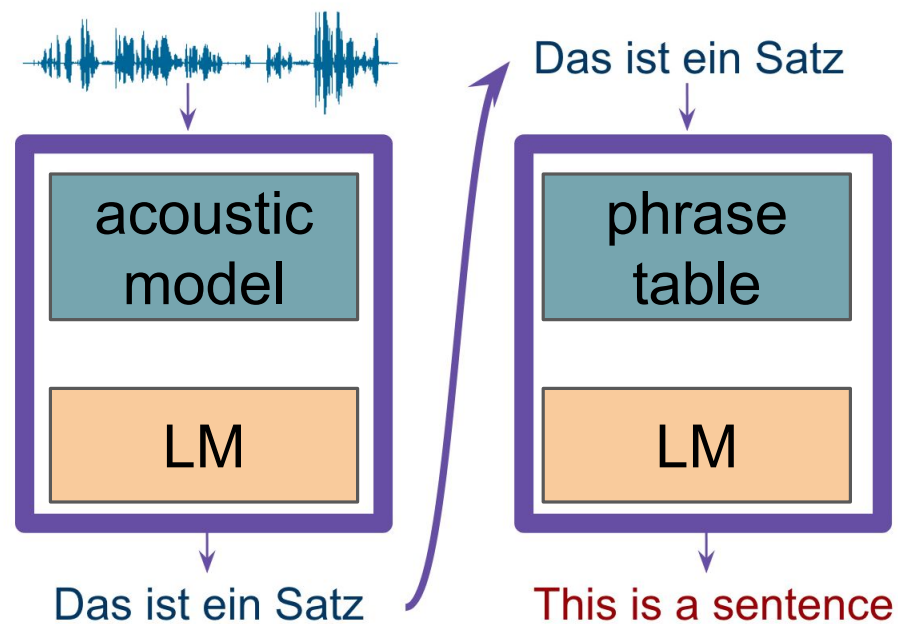 acoustic
model
LM
Das ist ein Satz
Das ist ein Satz
phrase
table
LM
This is a sentence